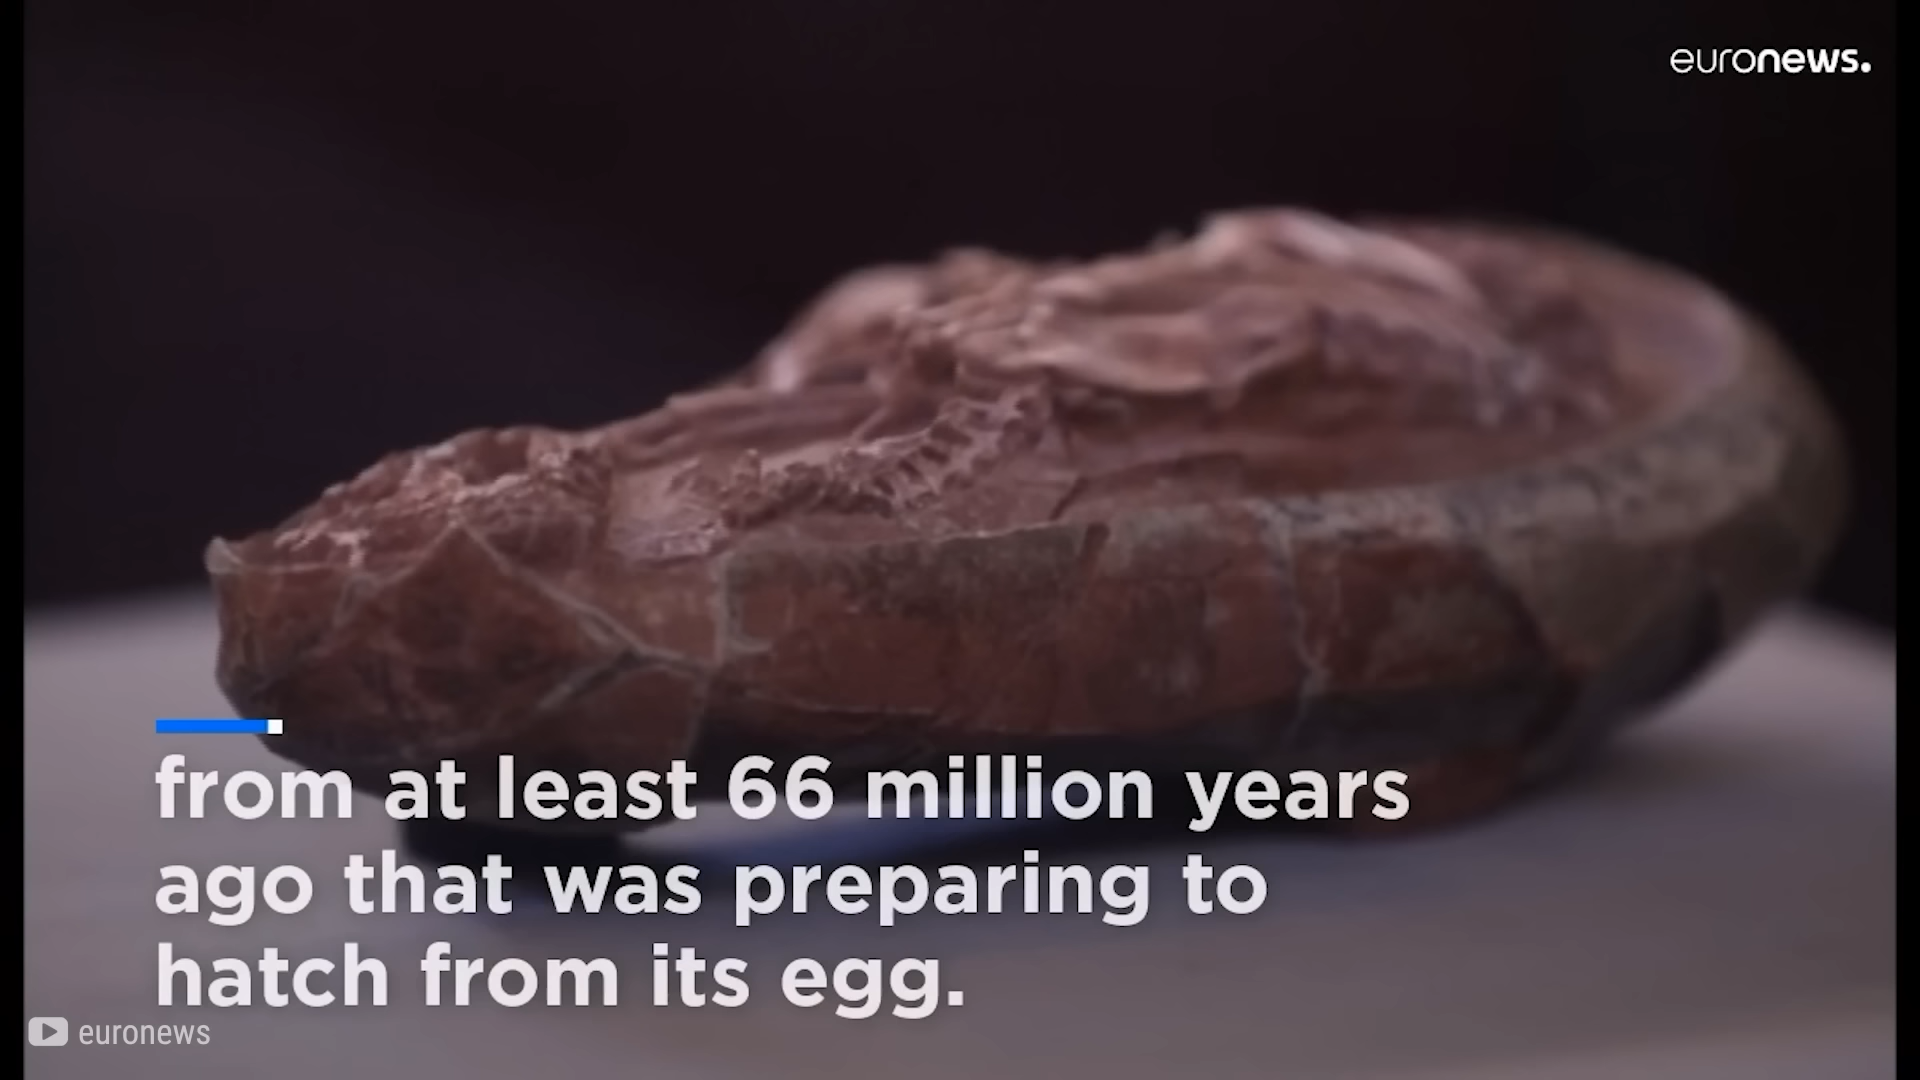 euronews.
from at least 66 million years
ago that was preparing to
hatch from its egg.
euronews